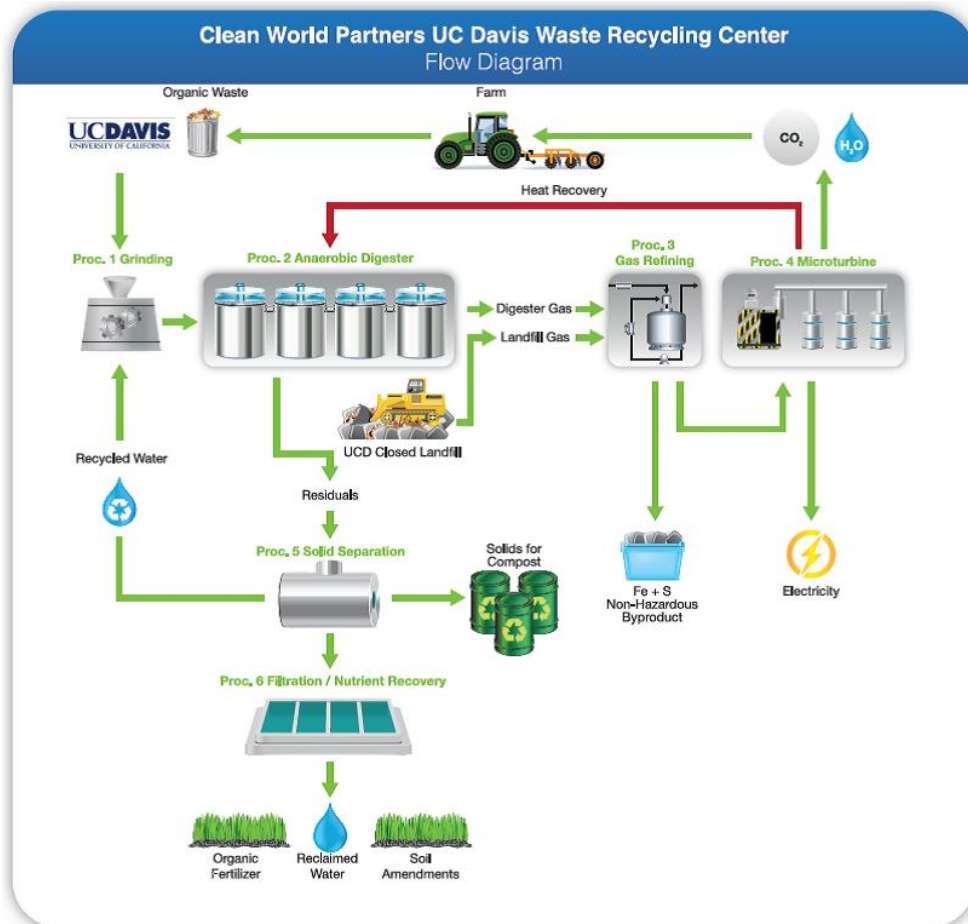 Clean World Partners UC Davis Waste Recycling Center
Flow Diagram
Organic Waste
Farm
UCDAVIS
UNIVERSITY OF CALIFORNIA
CO2
H2O
Heat Recovery
Proc. 1 Grinding
Proc. 2 Anaerobic Digester
Proc. 3
Gas Refining
Proc. 4 Microturbine
Digester Gas
Landfill Gas
UCD Closed Landfill
Recycled Water
Residuals
Proc. 5 Solid Separation
Solids for
Compost
Fe + S
Non-Hazardous
Byproduct
Electricity
Proc. 6 Filtration / Nutrient Recovery
Organic
Fertilizer
Reclaimed
Water
Soil
Amendments